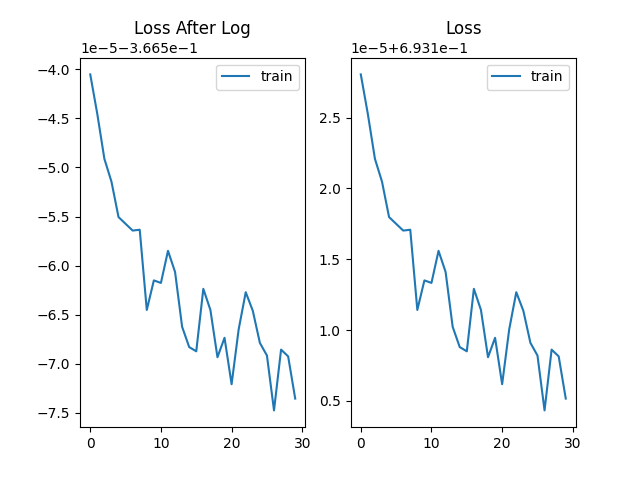 Loss After Log
1e−5−3.665e−1
train
−4.0
−4.5
−5.0
−5.5
−6.0
−6.5
−7.0
−7.5
0 10 20 30
Loss
1e−5+6.931e−1
train
2.5
2.0
1.5
1.0
0.5
0 10 20 30